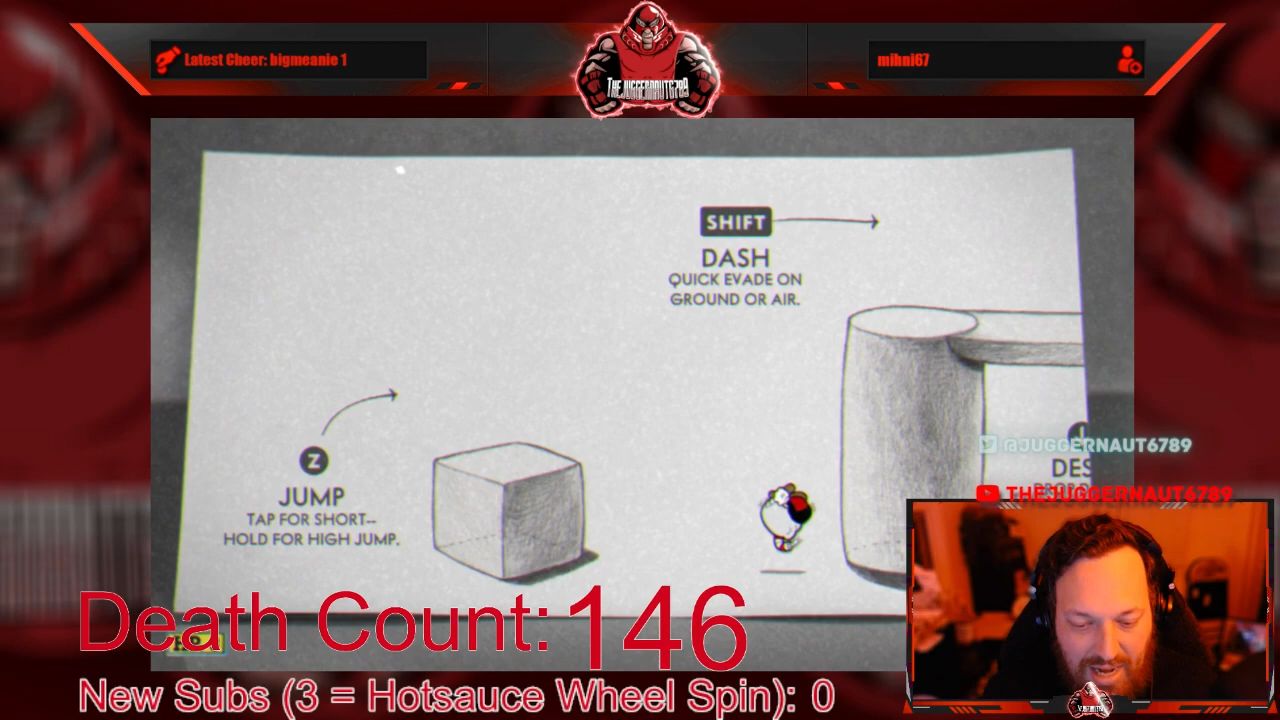 Latest Cheer: bigmeanie 1
THEJUGGERNAUT6789
mihni67
SHIFT
DASH
QUICK EVADE ON
GROUND OR AIR.
Z
JUMP
TAP FOR SHORT--
HOLD FOR HIGH JUMP.
@JUGGERNAUT6789
DES
THEJUGGERNAUT6789
Death Count: 146
New Subs (3 = Hotsauce Wheel Spin): 0